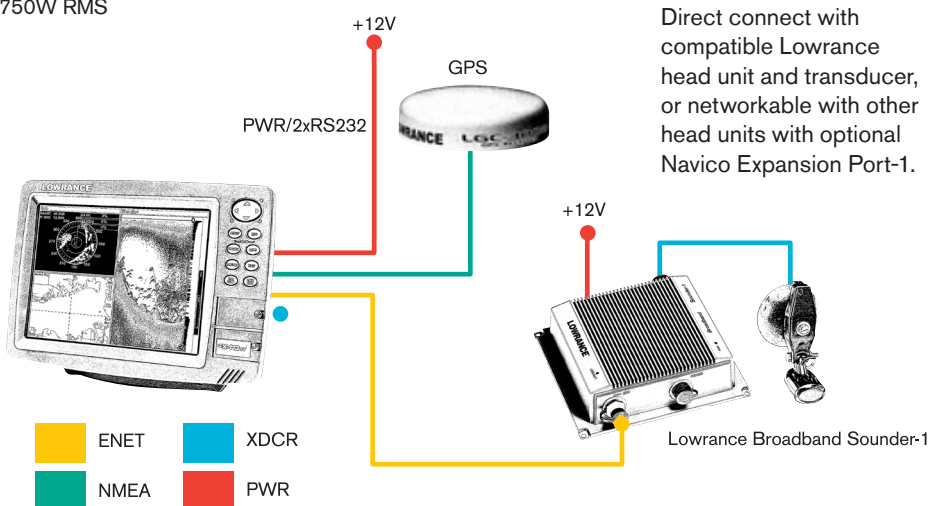 750W RMS
+12V
GPS
PWR/2xRS232
Direct connect with
compatible Lowrance
head unit and transducer,
or networkable with other
head units with optional
Navico Expansion Port-1.
LOWRANCE
+12V
LOWRANCE
Lowrance Broadband Sounder-1
ENET
XDCR
NMEA
PWR